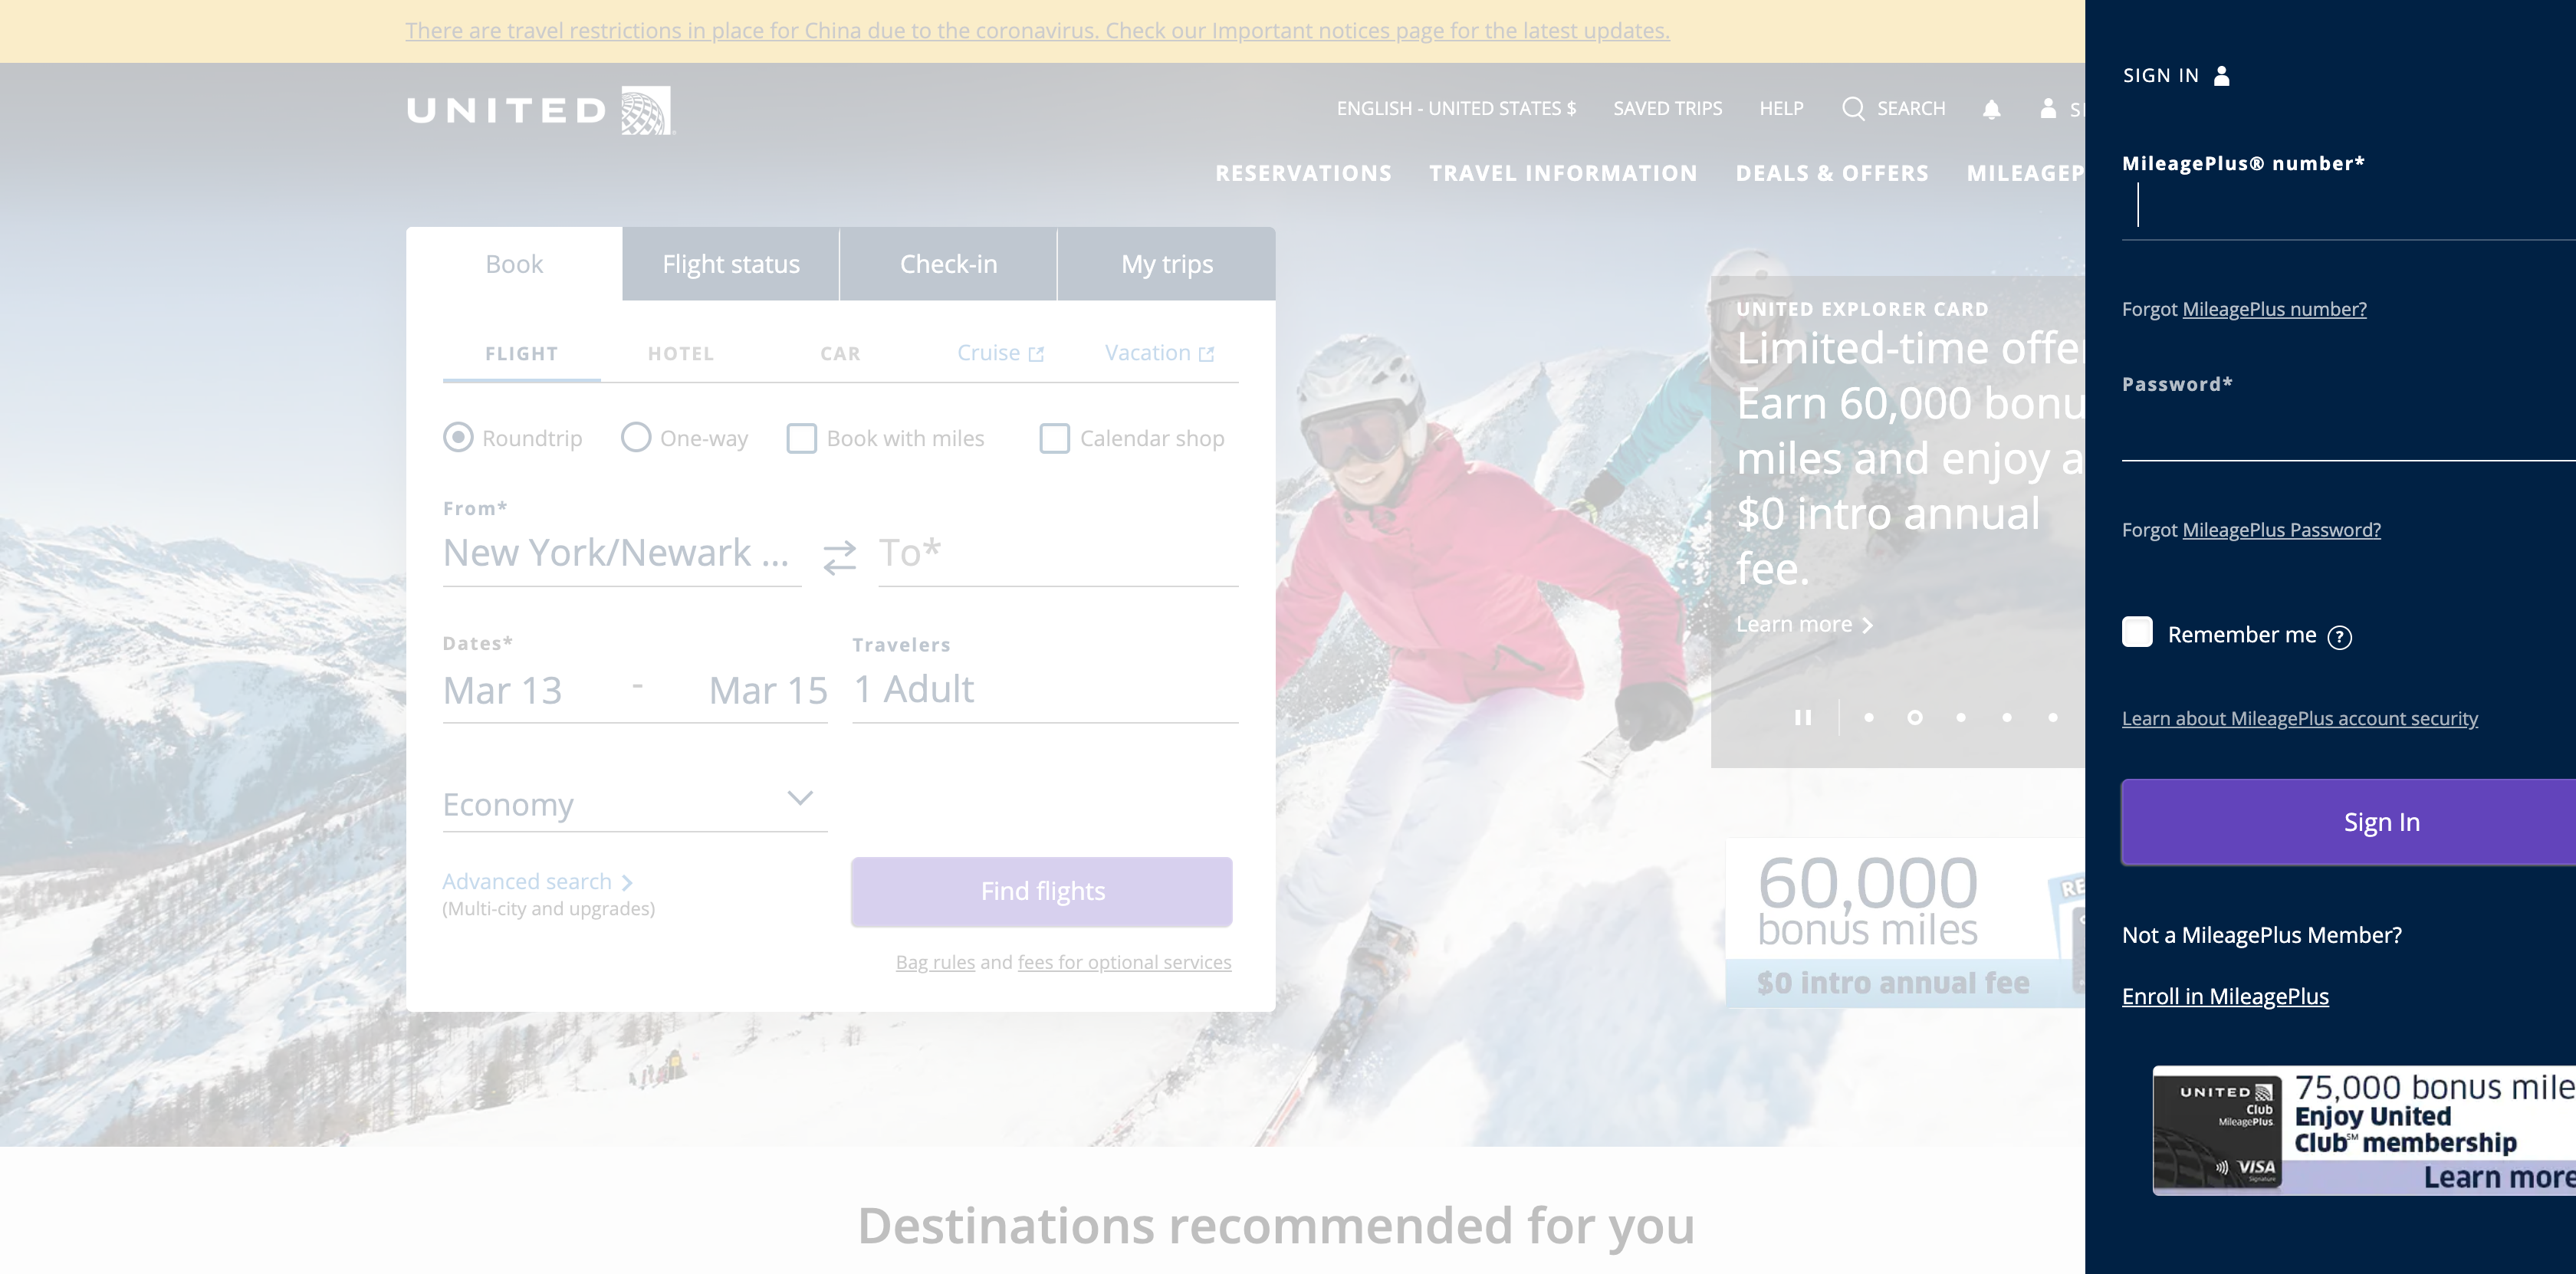 There are travel restrictions in place for China due to the coronavirus. Check our Important notices page for the latest updates.
UNITED
ENGLISH - UNITED STATES $ SAVED TRIPS HELP SEARCH
RESERVATIONS TRAVEL INFORMATION DEALS & OFFERS MILEAGEP
Book Flight status Check-in My trips
FLIGHT HOTEL CAR Cruise Vacation
Roundtrip One-way Book with miles Calendar shop
From*
New York/Newark ... To*
Dates* Travelers
Mar 13 - Mar 15 1 Adult
Economy
Advanced search
(Multi-city and upgrades)
Find flights
Bag rules and fees for optional services
UNITED EXPLORER CARD
Limited-time offer
Earn 60,000 bonu
miles and enjoy a
$0 intro annual
fee.
Learn more
60,000
bonus miles
$0 intro annual fee
RE
Destinations recommended for you
SIGN IN
MileagePlus® number*
Forgot MileagePlus number?
Password*
Forgot MileagePlus Password?
Remember me ?
Learn about MileagePlus account security
Sign In
Not a MileagePlus Member?
Enroll in MileagePlus
UNITED
Club
MileagePlus
VISA
Signature
75,000 bonus mile
Enjoy United
Club℠ membership
Learn more